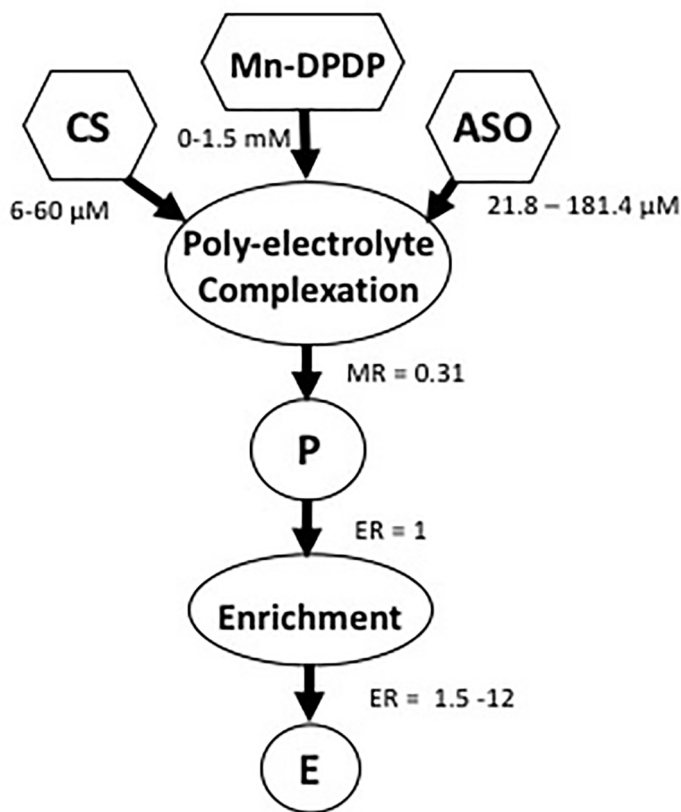 Mn-DPDP
CS
ASO
0-1.5 mM
6-60 μM
21.8 – 181.4 μM
Poly-electrolyte
Complexation
MR = 0.31
P
ER = 1
Enrichment
ER = 1.5 -12
E